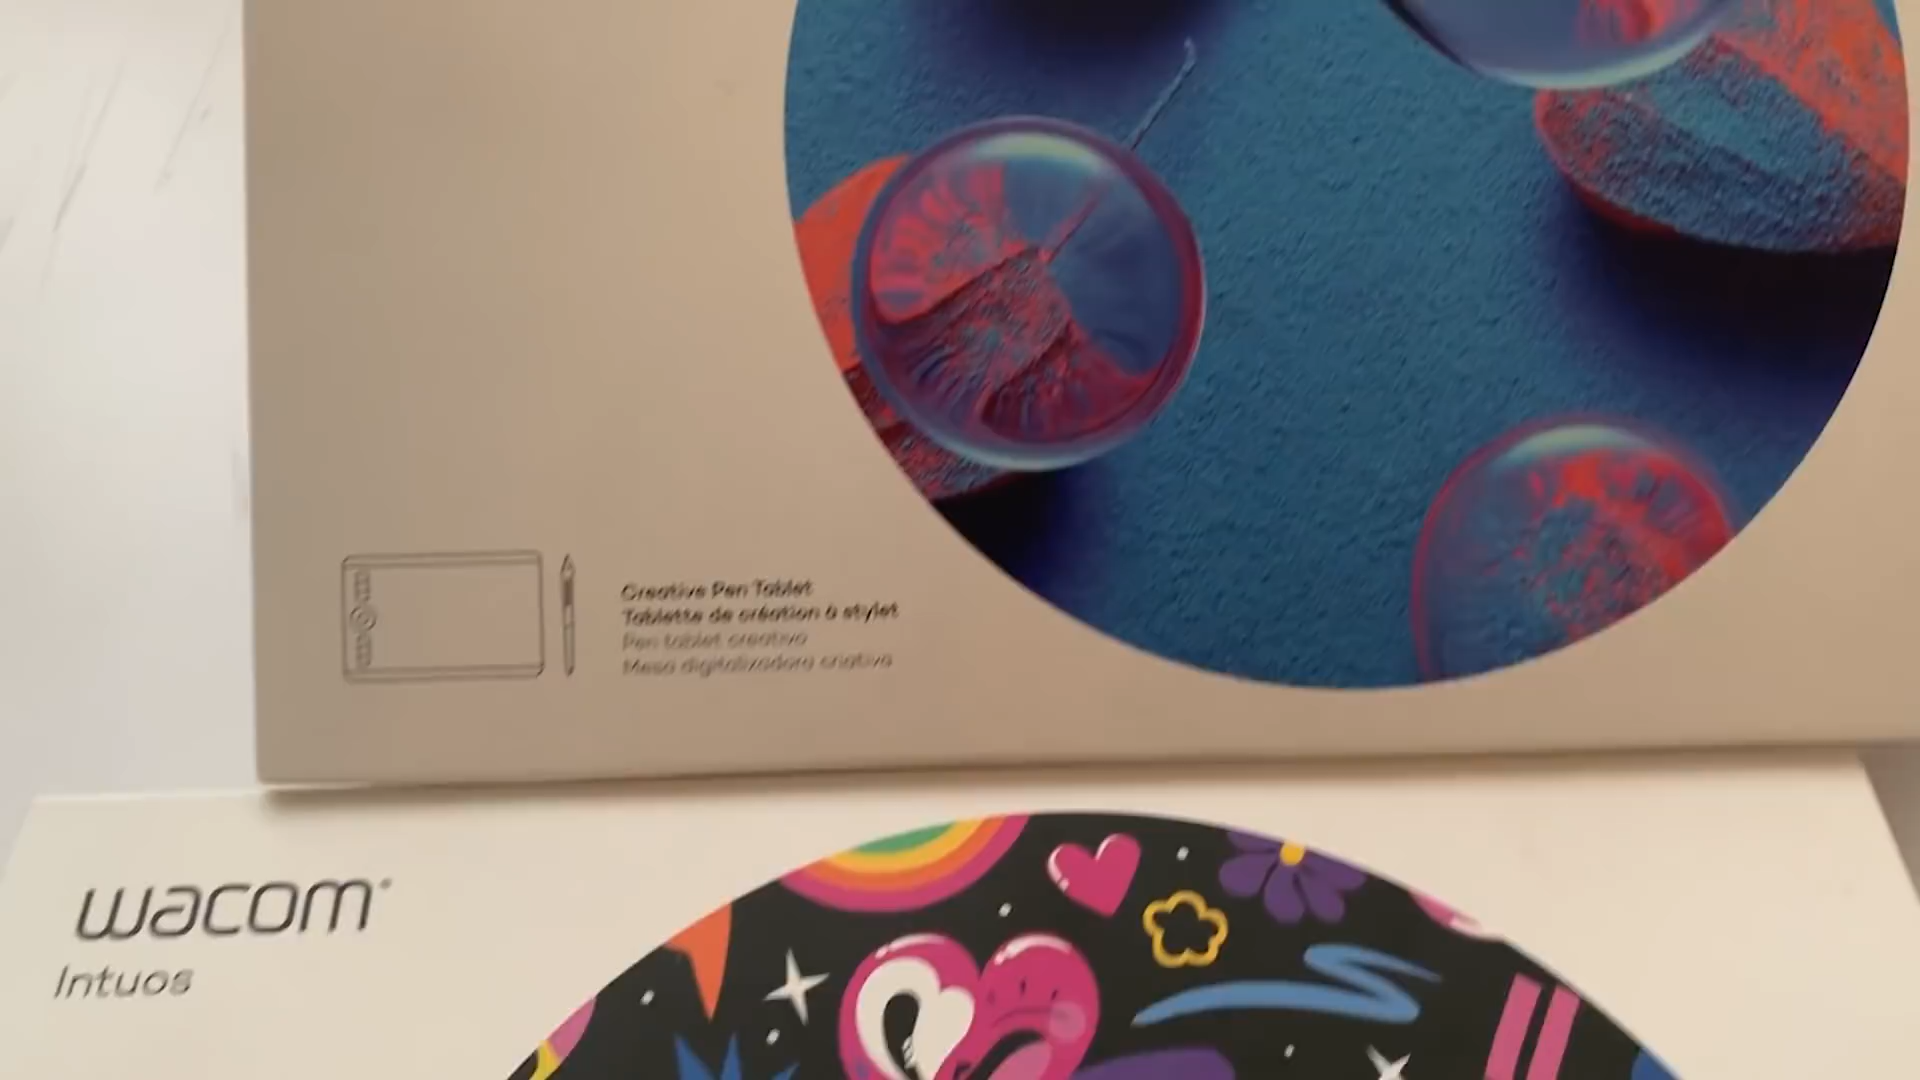 Creative Pen Tablet
Tablette de création à stylet
Pen tablet creativo
Mesa digitalizadora criativa
wacom
Intuos